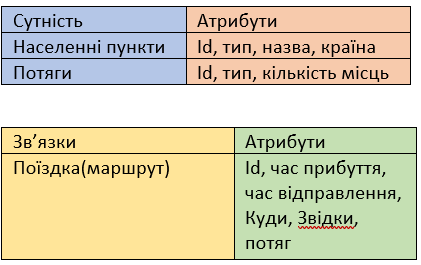 Сутність Атрибути
Населенні пункти Id, тип, назва, країна
Потяги Id, тип, кількість місць
Зв’язки Атрибути
Поїздка(маршрут) Id, час прибуття,
час відправлення,
Куди, Звідки,
потяг